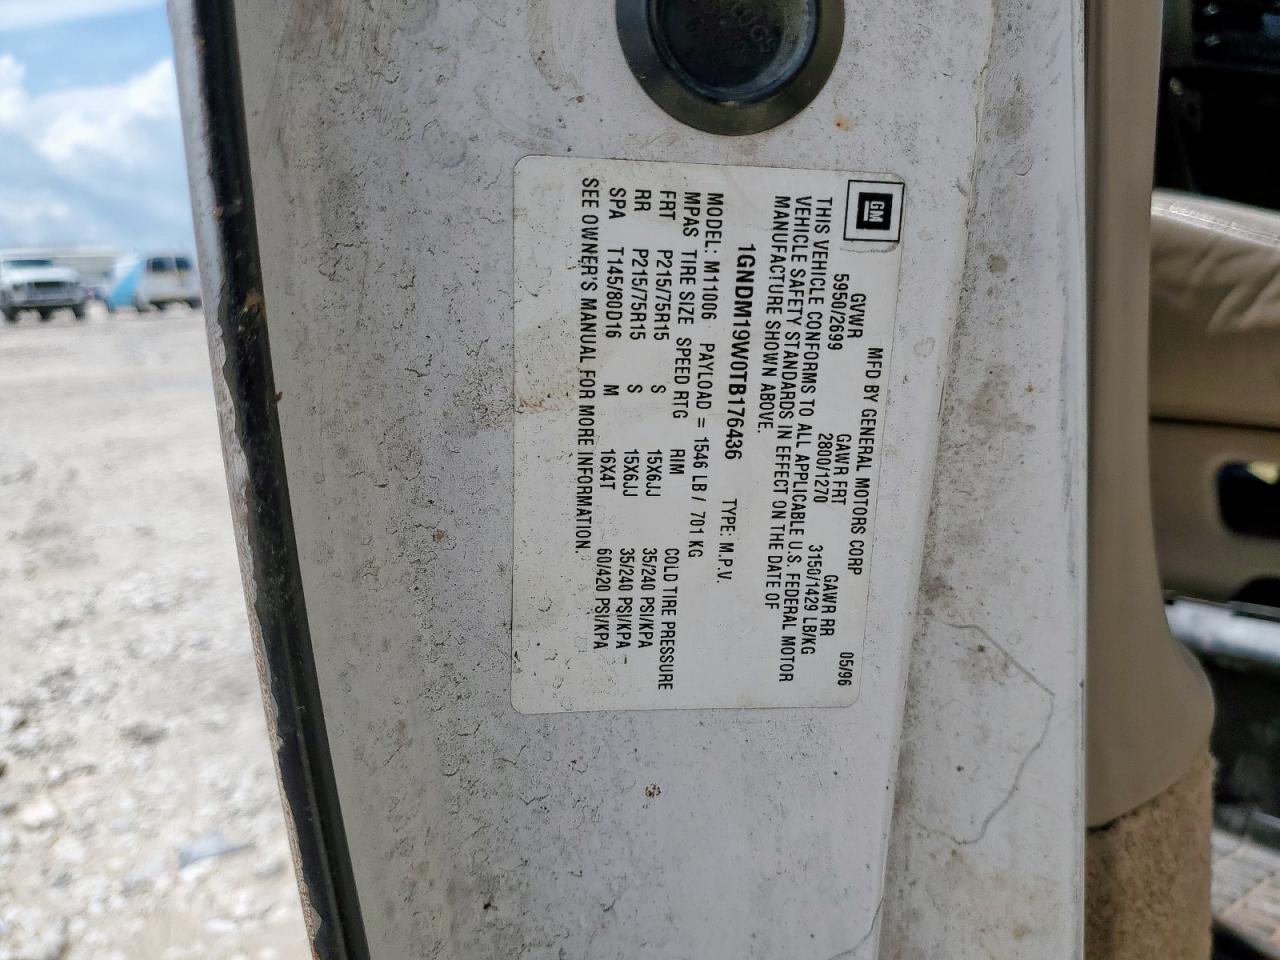 GM
MFD BY GENERAL MOTORS CORP 05/96
GVWR GAWR FRT GAWR RR
5950/2699 2800/1270 3150/1429 LB/KG
THIS VEHICLE CONFORMS TO ALL APPLICABLE U.S. FEDERAL MOTOR
VEHICLE SAFETY STANDARDS IN EFFECT ON THE DATE OF
MANUFACTURE SHOWN ABOVE.
1GNDM19W0TB176436 TYPE: M.P.V.
MODEL: M11006 PAYLOAD = 1546 LB / 701 KG
MPAS TIRE SIZE SPEED RTG RIM COLD TIRE PRESSURE
FRT P215/75R15 S 15X6JJ 35/240 PSI/KPA
RR P215/75R15 S 15X6JJ 35/240 PSI/KPA
SPA T145/80D16 M 16X4T 60/420 PSI/KPA
SEE OWNER'S MANUAL FOR MORE INFORMATION.